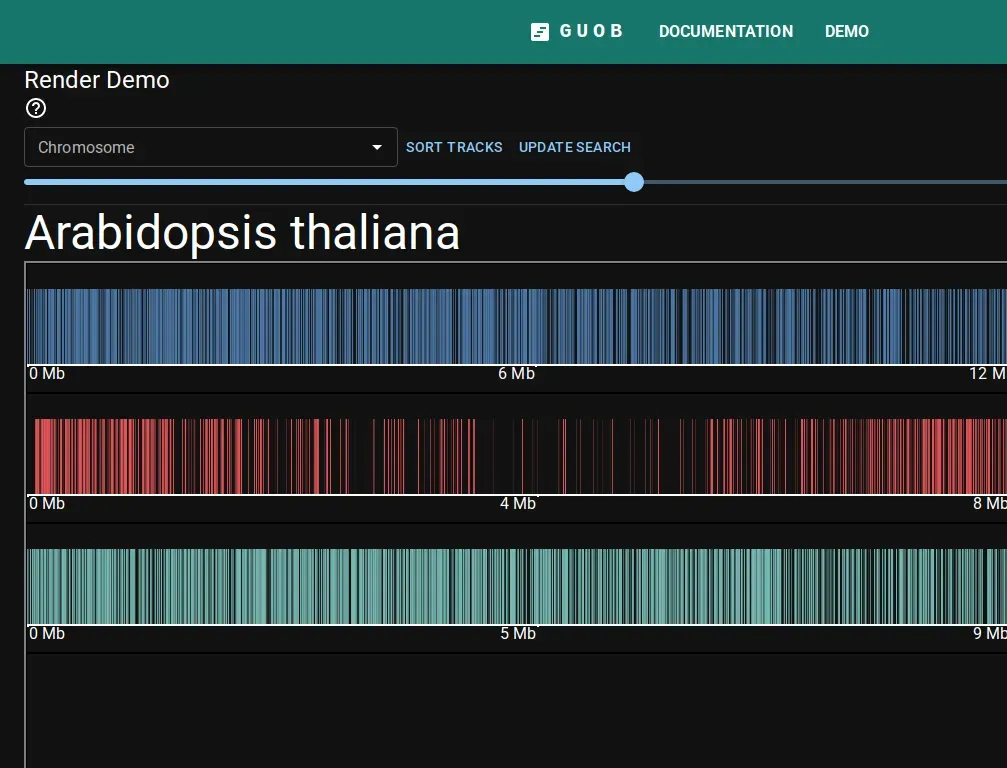 GUOB DOCUMENTATION DEMO
Render Demo
Chromosome SORT TRACKS UPDATE SEARCH
Arabidopsis thaliana
0 Mb 6 Mb 12 M
0 Mb 4 Mb 8 Mb
0 Mb 5 Mb 9 Mb